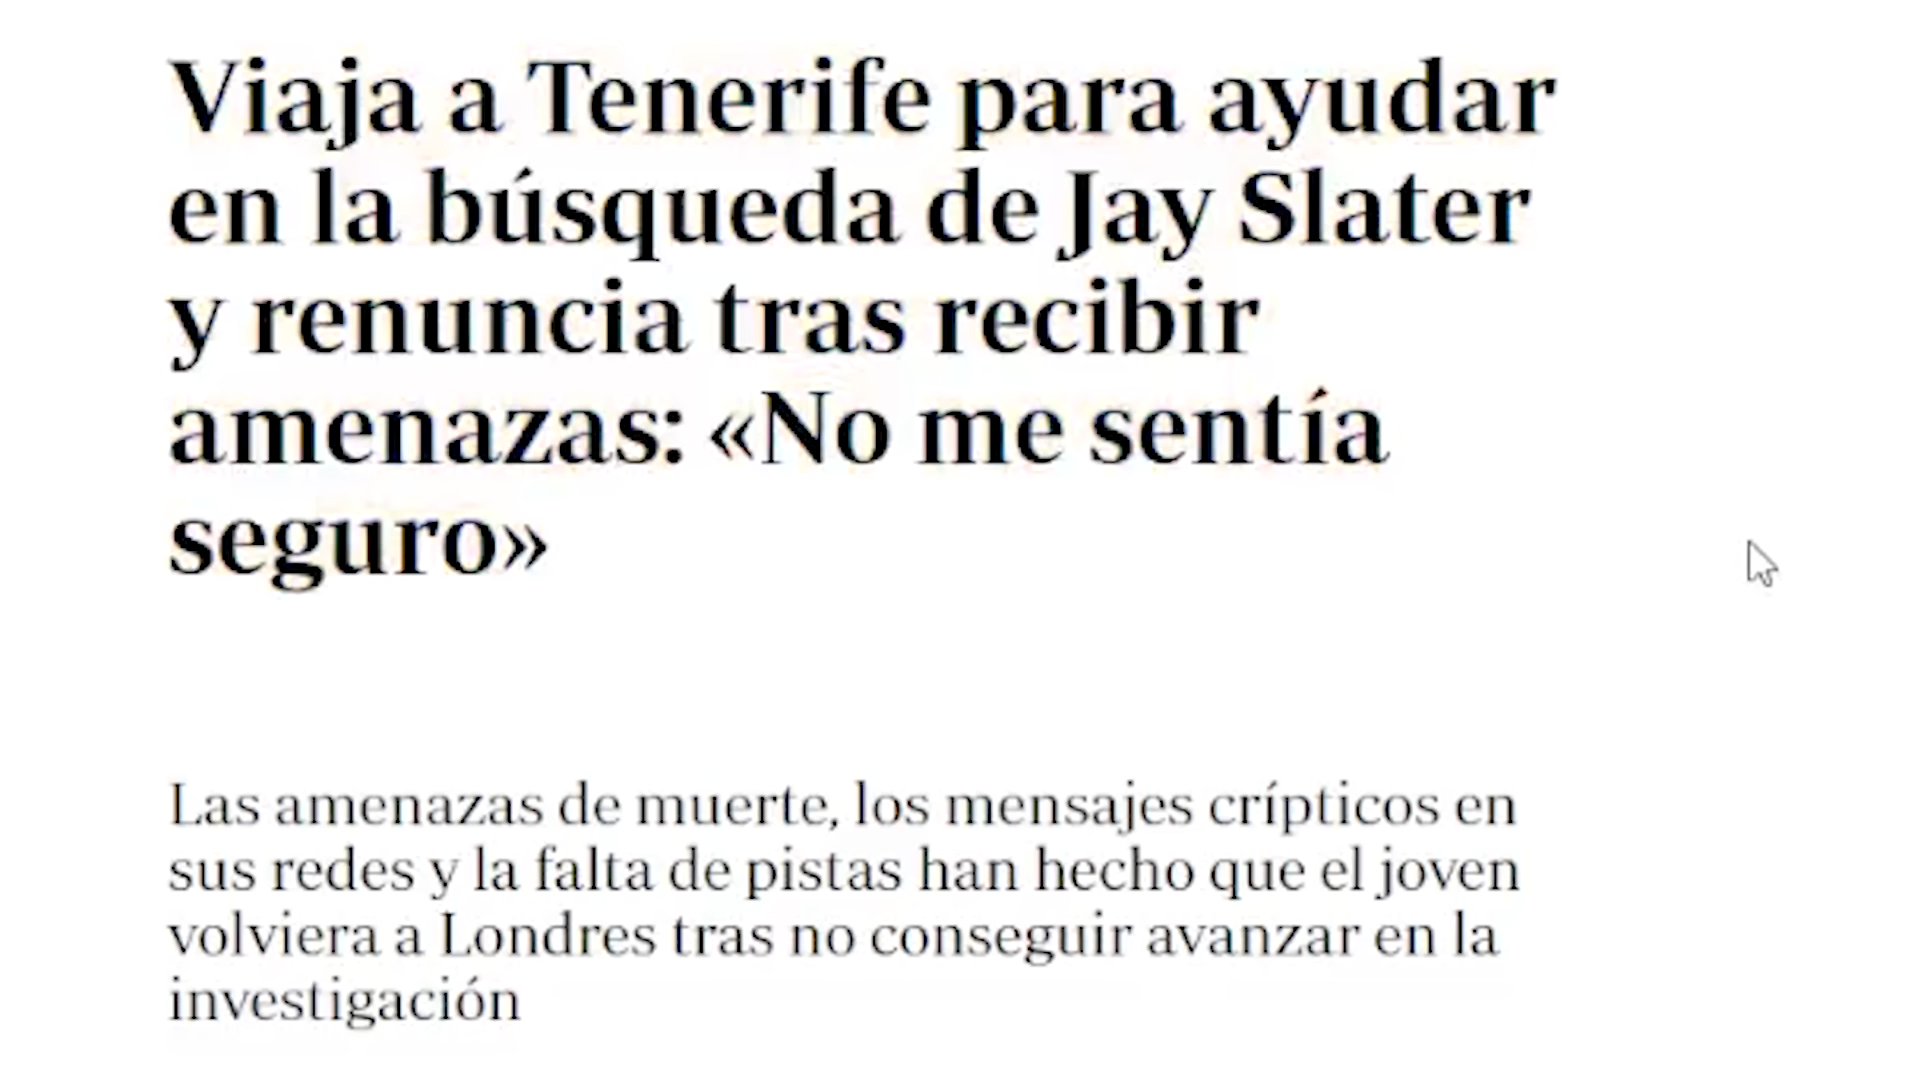 Viaja a Tenerife para ayudar
en la búsqueda de Jay Slater
y renuncia tras recibir
amenazas: «No me sentía
seguro»
Las amenazas de muerte, los mensajes crípticos en
sus redes y la falta de pistas han hecho que el joven
volviera a Londres tras no conseguir avanzar en la
investigación